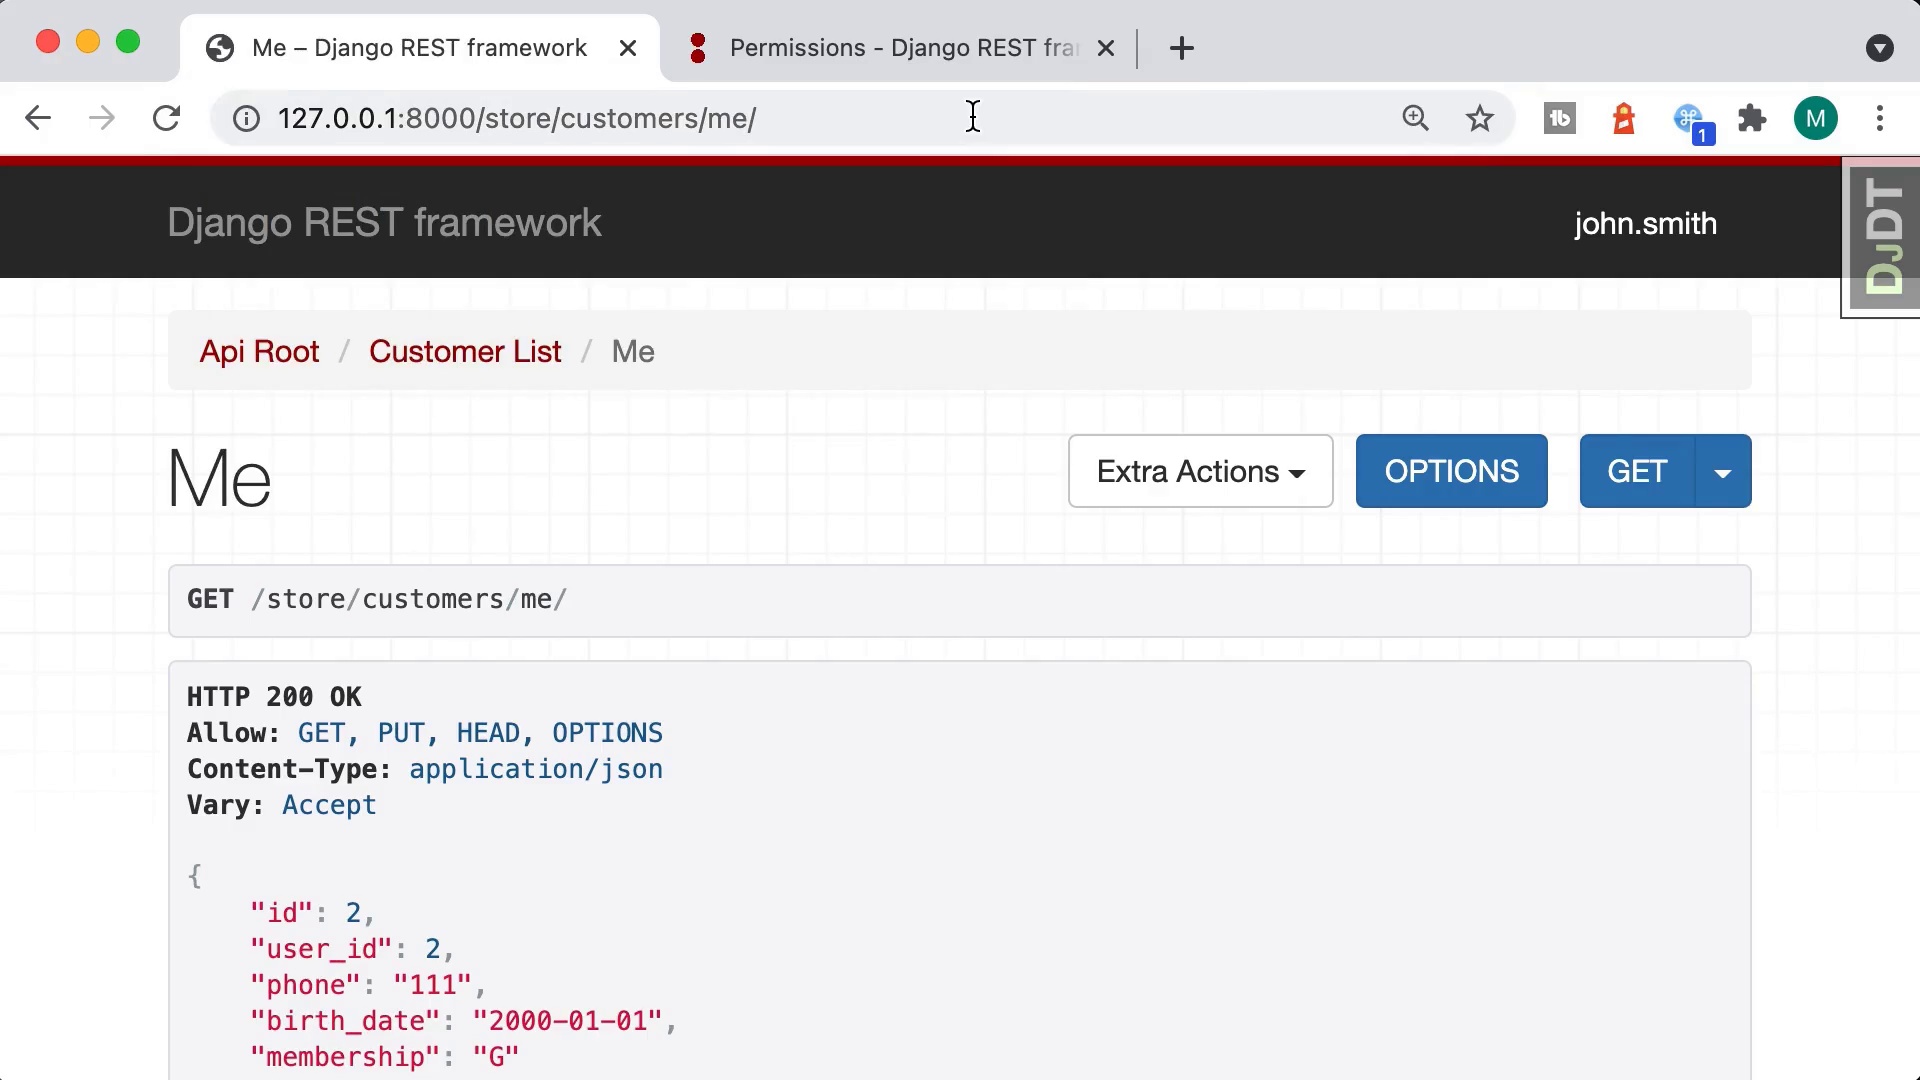 Me – Django REST framework
Permissions - Django REST fra
127.0.0.1:8000/store/customers/me/
1
M
Django REST framework
john.smith
DJDT
Api Root / Customer List / Me
Me
Extra Actions
OPTIONS
GET
GET /store/customers/me/
HTTP 200 OK
Allow: GET, PUT, HEAD, OPTIONS
Content-Type: application/json
Vary: Accept
{
"id": 2,
"user_id": 2,
"phone": "111",
"birth_date": "2000-01-01",
"membership": "G"